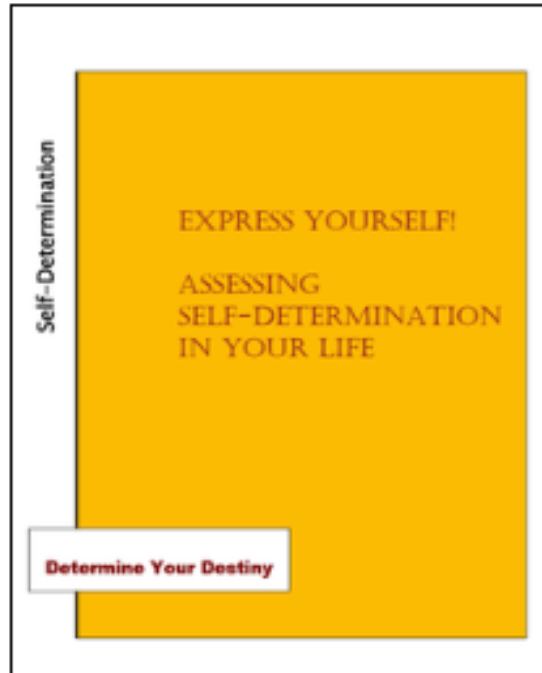 Self-Determination
EXPRESS YOURSELF!
ASSESSING
SELF-DETERMINATION
IN YOUR LIFE
Determine Your Destiny